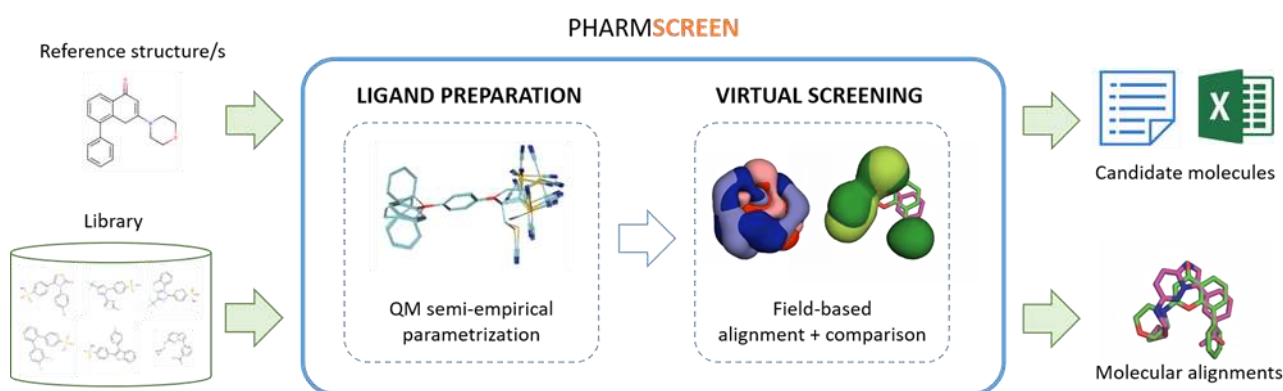 PHARMSCREEN
Reference structure/s
Library
LIGAND PREPARATION
QM semi-empirical
parametrization
VIRTUAL SCREENING
Field-based
alignment + comparison
X
Candidate molecules
Molecular alignments